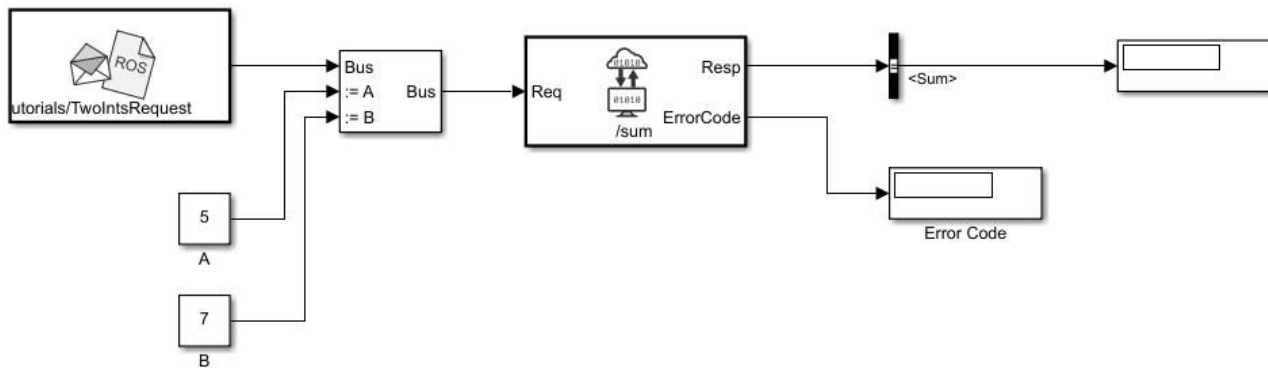 ROS
utorials/TwoIntsRequest
Bus
:= A
:= B
Bus
Req
01010
01010
/sum
Resp
ErrorCode
<Sum>
5
A
7
B
Error Code